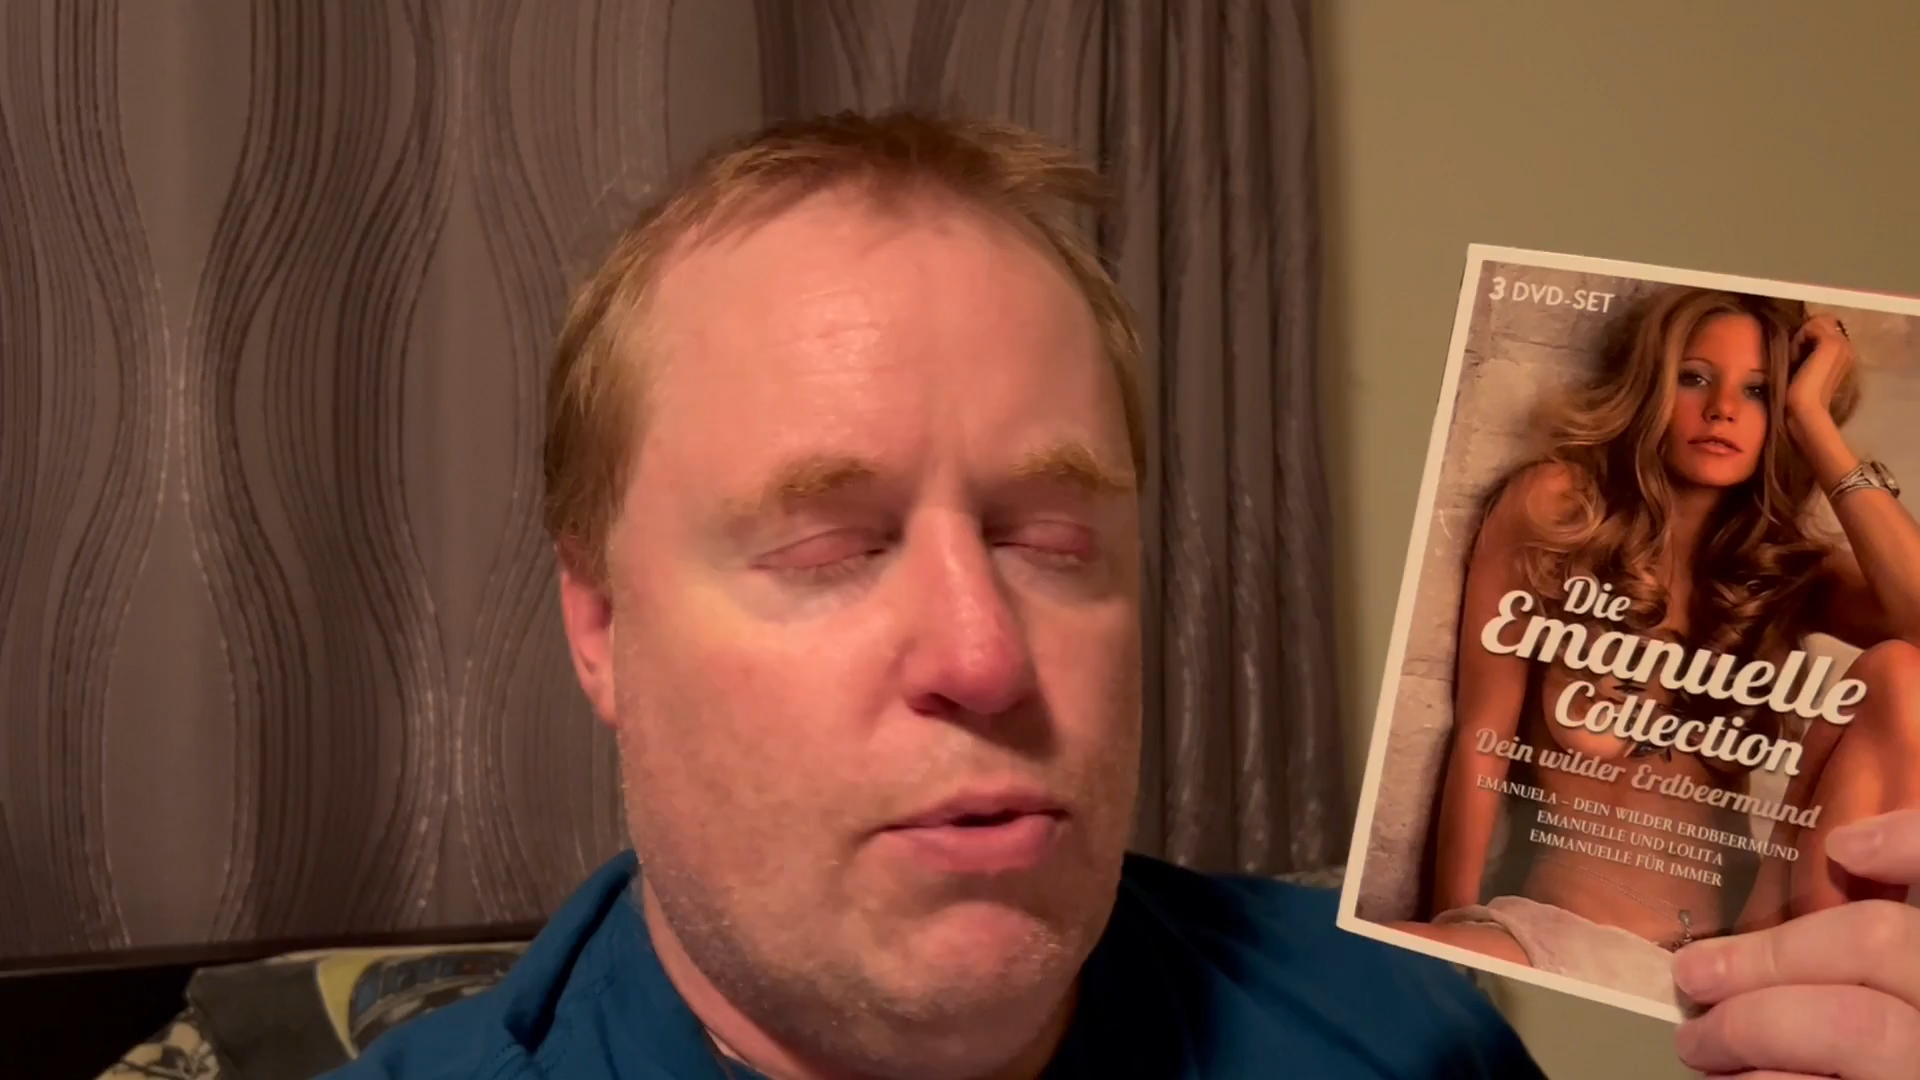 3 DVD-SET
Die
Emanuelle
Collection
Dein wilder Erdbeermund
EMANUELA – DEIN WILDER ERDBEERMUND
EMANUELLE UND LOLITA
EMMANUELLE FÜR IMMER